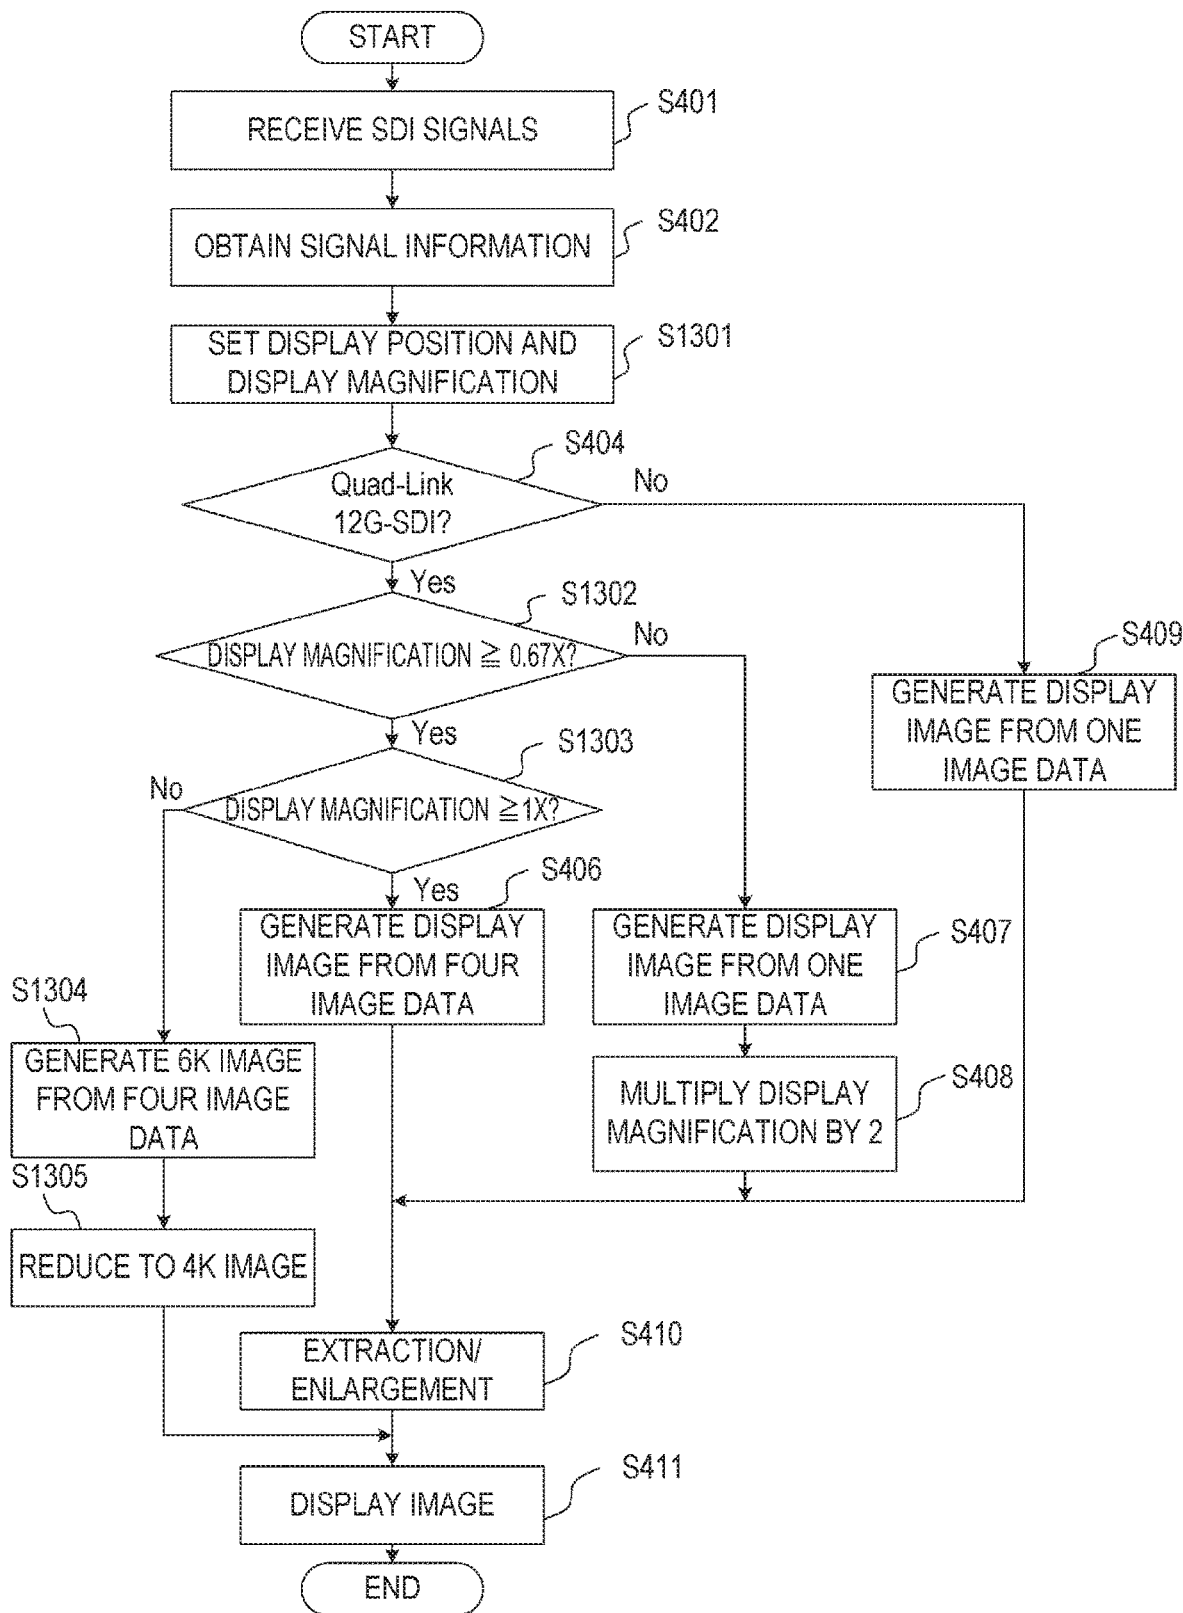 START
RECEIVE SDI SIGNALS
S401
OBTAIN SIGNAL INFORMATION
S402
SET DISPLAY POSITION AND
DISPLAY MAGNIFICATION
S1301
Quad-Link
12G-SDI?
S404
No
Yes
DISPLAY MAGNIFICATION ≧ 0.67X?
S1302
No
Yes
GENERATE DISPLAY
IMAGE FROM ONE
IMAGE DATA
S409
DISPLAY MAGNIFICATION ≧1X?
S1303
No
Yes
GENERATE DISPLAY
IMAGE FROM FOUR
IMAGE DATA
S406
GENERATE DISPLAY
IMAGE FROM ONE
IMAGE DATA
S407
S1304
GENERATE 6K IMAGE
FROM FOUR IMAGE
DATA
MULTIPLY DISPLAY
MAGNIFICATION BY 2
S408
S1305
REDUCE TO 4K IMAGE
EXTRACTION/
ENLARGEMENT
S410
DISPLAY IMAGE
S411
END